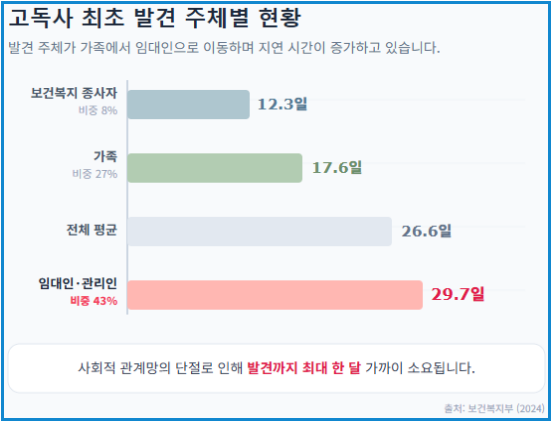 고독사 최초 발견 주체별 현황
발견 주체가 가족에서 임대인으로 이동하며 지연 시간이 증가하고 있습니다.
보건복지 종사자
비중 8%
12.3일
가족
비중 27%
17.6일
전체 평균
26.6일
임대인·관리인
비중 43%
29.7일
사회적 관계망의 단절로 인해 발견까지 최대 한 달 가까이 소요됩니다.
출처: 보건복지부 (2024)